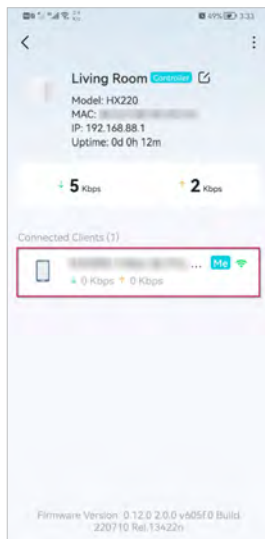 49% 3:33
Living Room Controller
Model: HX220
MAC:
IP: 192.168.88.1
Uptime: 0d 0h 12m
↓ 5 Kbps ↑ 2 Kbps
Connected Clients (1)
... Me
↓ 0 Kbps ↑ 0 Kbps
Firmware Version 0.12.0 2.0.0 v605f.0 Build
220710 Rel.13422n